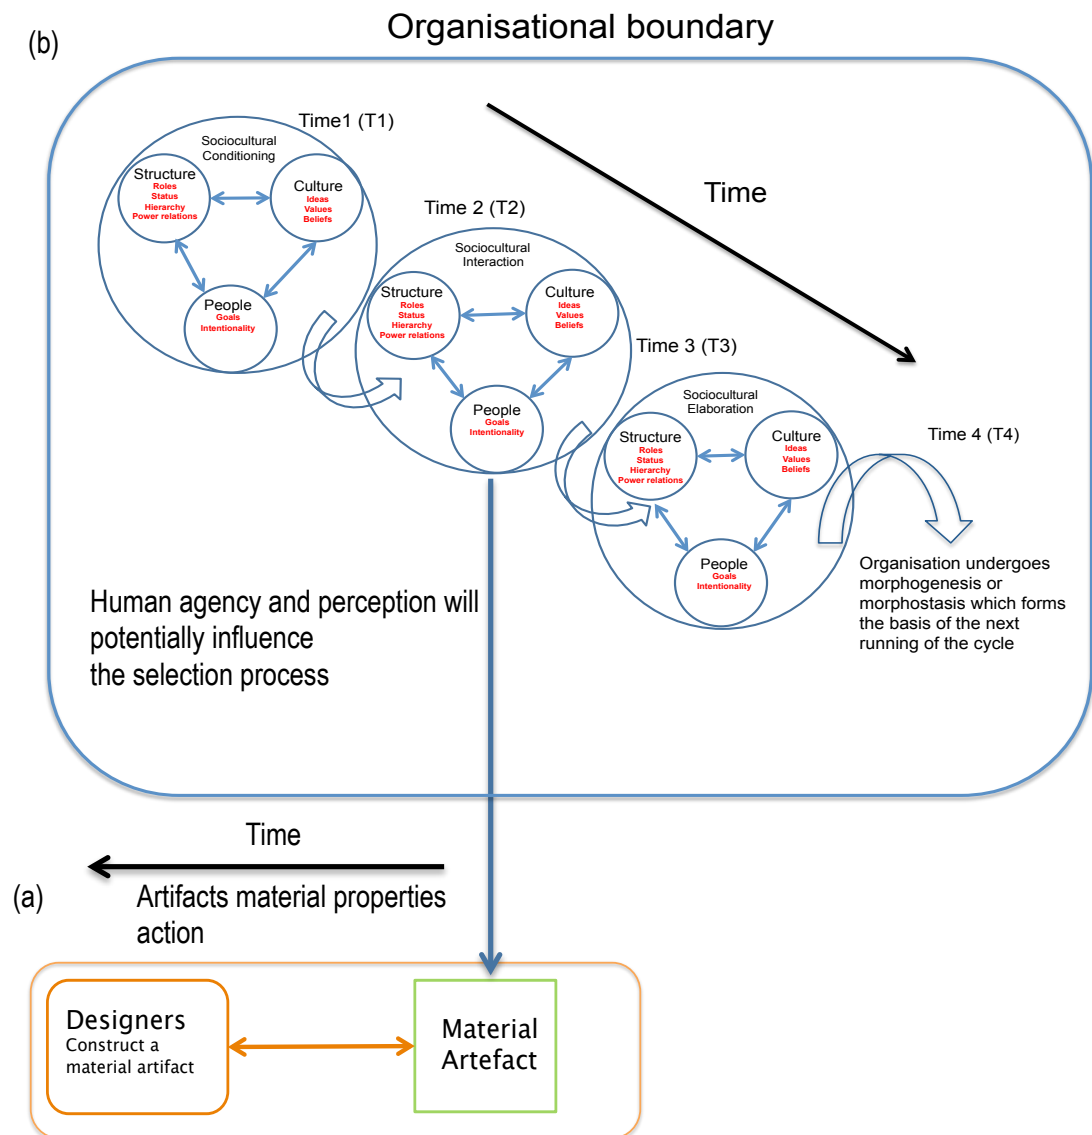 Organisational boundary
(b)
Time1 (T1)
Sociocultural
Conditioning
Structure
Roles
Status
Hierarchy
Power relations
Culture
Ideas
Values
Beliefs
People
Goals
Intentionality
Time
Time 2 (T2)
Sociocultural
Interaction
Structure
Roles
Status
Hierarchy
Power relations
Culture
Ideas
Values
Beliefs
People
Goals
Intentionality
Time 3 (T3)
Sociocultural
Elaboration
Structure
Roles
Status
Hierarchy
Power relations
Culture
Ideas
Values
Beliefs
People
Goals
Intentionality
Time 4 (T4)
Organisation undergoes
morphogenesis or
morphostasis which forms
the basis of the next
running of the cycle
Human agency and perception will
potentially influence
the selection process
Time
(a)
Artifacts material properties
action
Designers
Construct a
material artifact
Material
Artefact